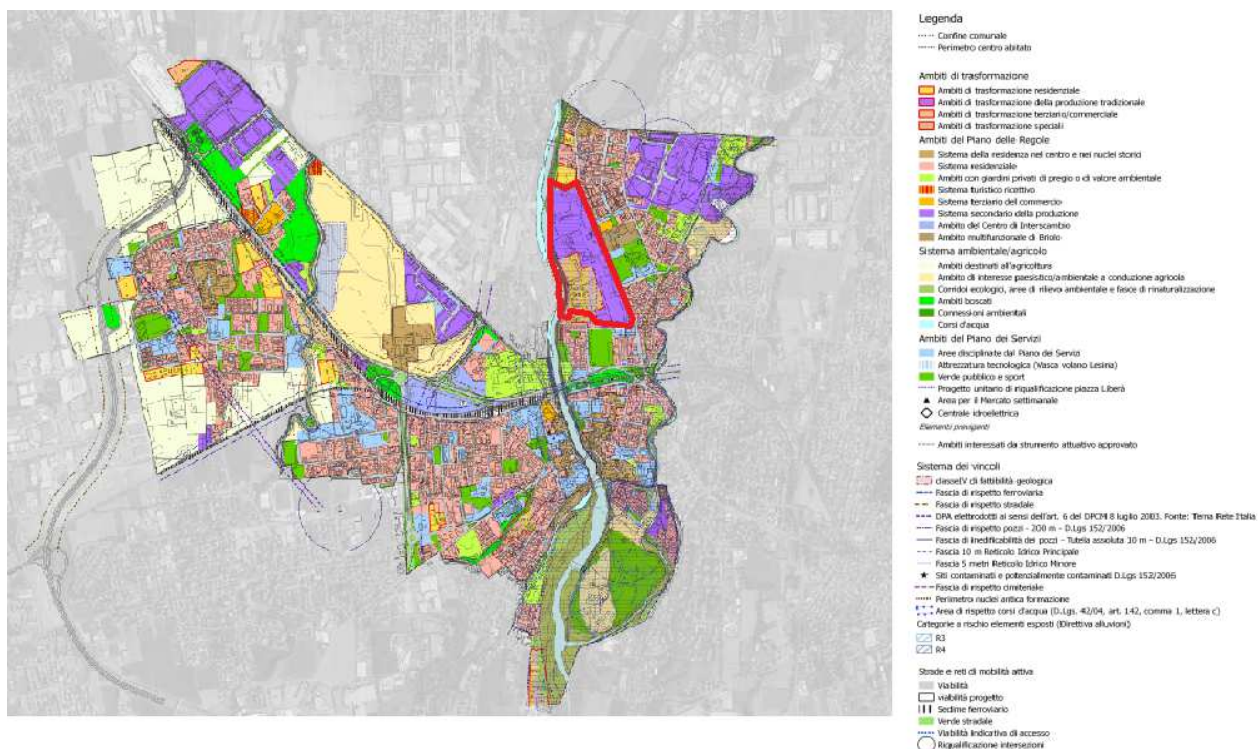 Legenda
Confine comunale
Perimetro centro abitato
Ambiti di trasformazione
Ambiti di trasformazione residenziale
Ambiti di trasformazione della produzione tradizionale
Ambiti di trasformazione terziario/commerciale
Ambiti di trasformazione speciali
Ambiti del Piano delle Regole
Sistema della residenza nel centro e nei nuclei storici
Sistema residenziale
Ambiti con giardini privati di pregio o di valore ambientale
Sistema turistico ricettivo
Sistema terziario del commercio
Sistema secondario della produzione
Ambito del Centro di Interscambio
Ambito multifunzionale di Briolo
Sistema ambientale/agricolo
Ambiti destinati all'agricoltura
Ambito di interesse paesistico/ambientale a conduzione agricola
Corridoi ecologici, aree di rilievo ambientale e fasce di rinaturalizzazione
Ambiti boscati
Connessioni ambientali
Corsi d'acqua
Ambiti del Piano dei Servizi
Aree disciplinate dal Piano dei Servizi
Attrezzatura tecnologica (Vasca volano Lesina)
Verde pubblico e sport
Progetto unitario di riqualificazione piazza Liberà
Area per il Mercato settimanale
Centrale idroelettrica
Elementi previgenti
Ambiti interessati da strumento attuativo approvato
Sistema dei vincoli
classeIV di fattibilità geologica
Fascia di rispetto ferroviaria
Fascia di rispetto stradale
DPA elettrodotti ai sensi dell'art. 6 del DPCM 8 luglio 2003. Fonte: Terna Rete Italia
Fascia di rispetto pozzi - 200 m - D.Lgs 152/2006
Fascia di inedificabilità dei pozzi - Tutela assoluta 10 m - D.Lgs 152/2006
Fascia 10 m Reticolo Idrico Principale
Fascia 5 metri Reticolo Idrico Minore
Siti contaminati e potenzialmente contaminati D.Lgs 152/2006
Fascia di rispetto cimiteriale
Perimetro nuclei antica formazione
Area di rispetto corsi d'acqua (D.Lgs. 42/04, art. 142, comma 1, lettera c)
Categorie a rischio elementi esposti (Direttiva alluvioni)
R3
R4
Strade e reti di mobilità attiva
Viabilità
viabilità progetto
Sedime ferroviario
Verde stradale
Viabilità indicativa di accesso
Riqualificazione intersezioni